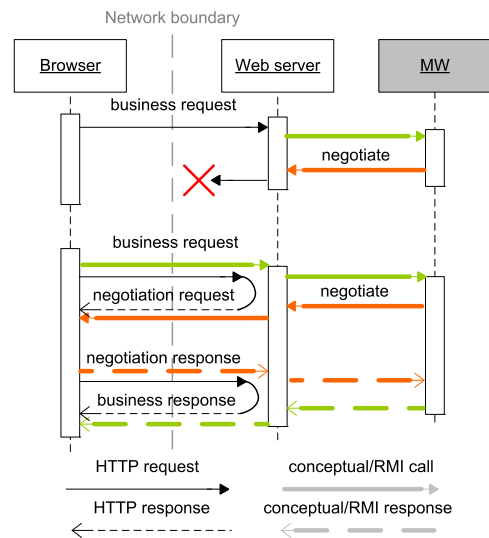 Network boundary
Browser
Web server
MW
business request
negotiate
business request
negotiation request
negotiate
negotiation response
business response
HTTP request
conceptual/RMI call
HTTP response
conceptual/RMI response